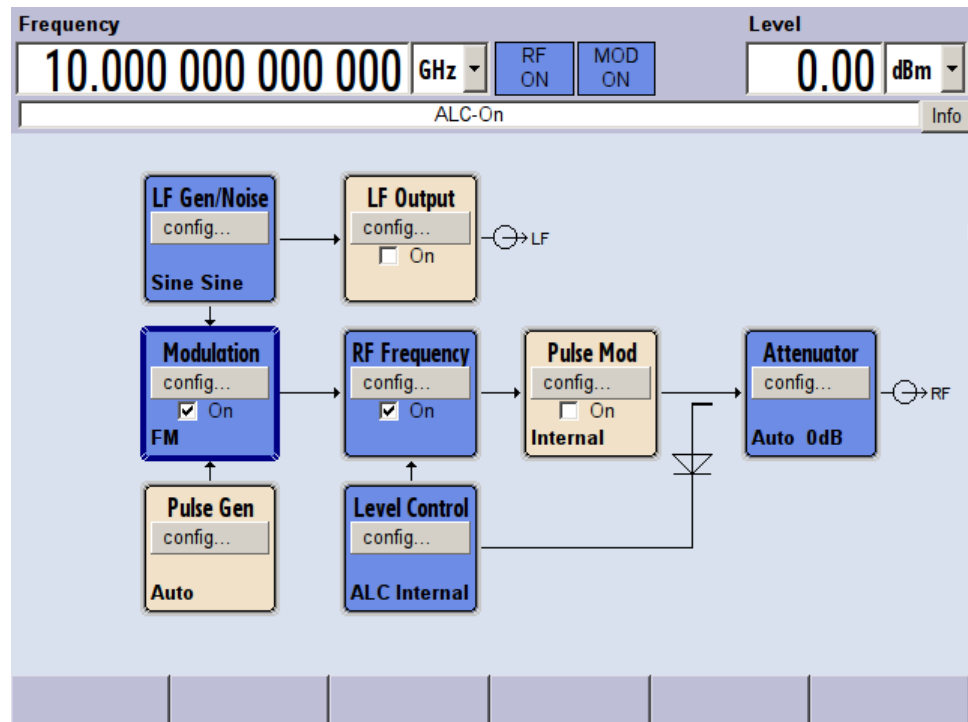 Frequency Level
10.000 000 000 000 GHz RF ON MOD ON 0.00 dBm
ALC-On Info
LF Gen/Noise
config...
Sine Sine
LF Output
config...
On
LF
Modulation
config...
On
FM
RF Frequency
config...
On
Pulse Mod
config...
On
Internal
Attenuator
config...
Auto 0dB
RF
Pulse Gen
config...
Auto
Level Control
config...
ALC Internal